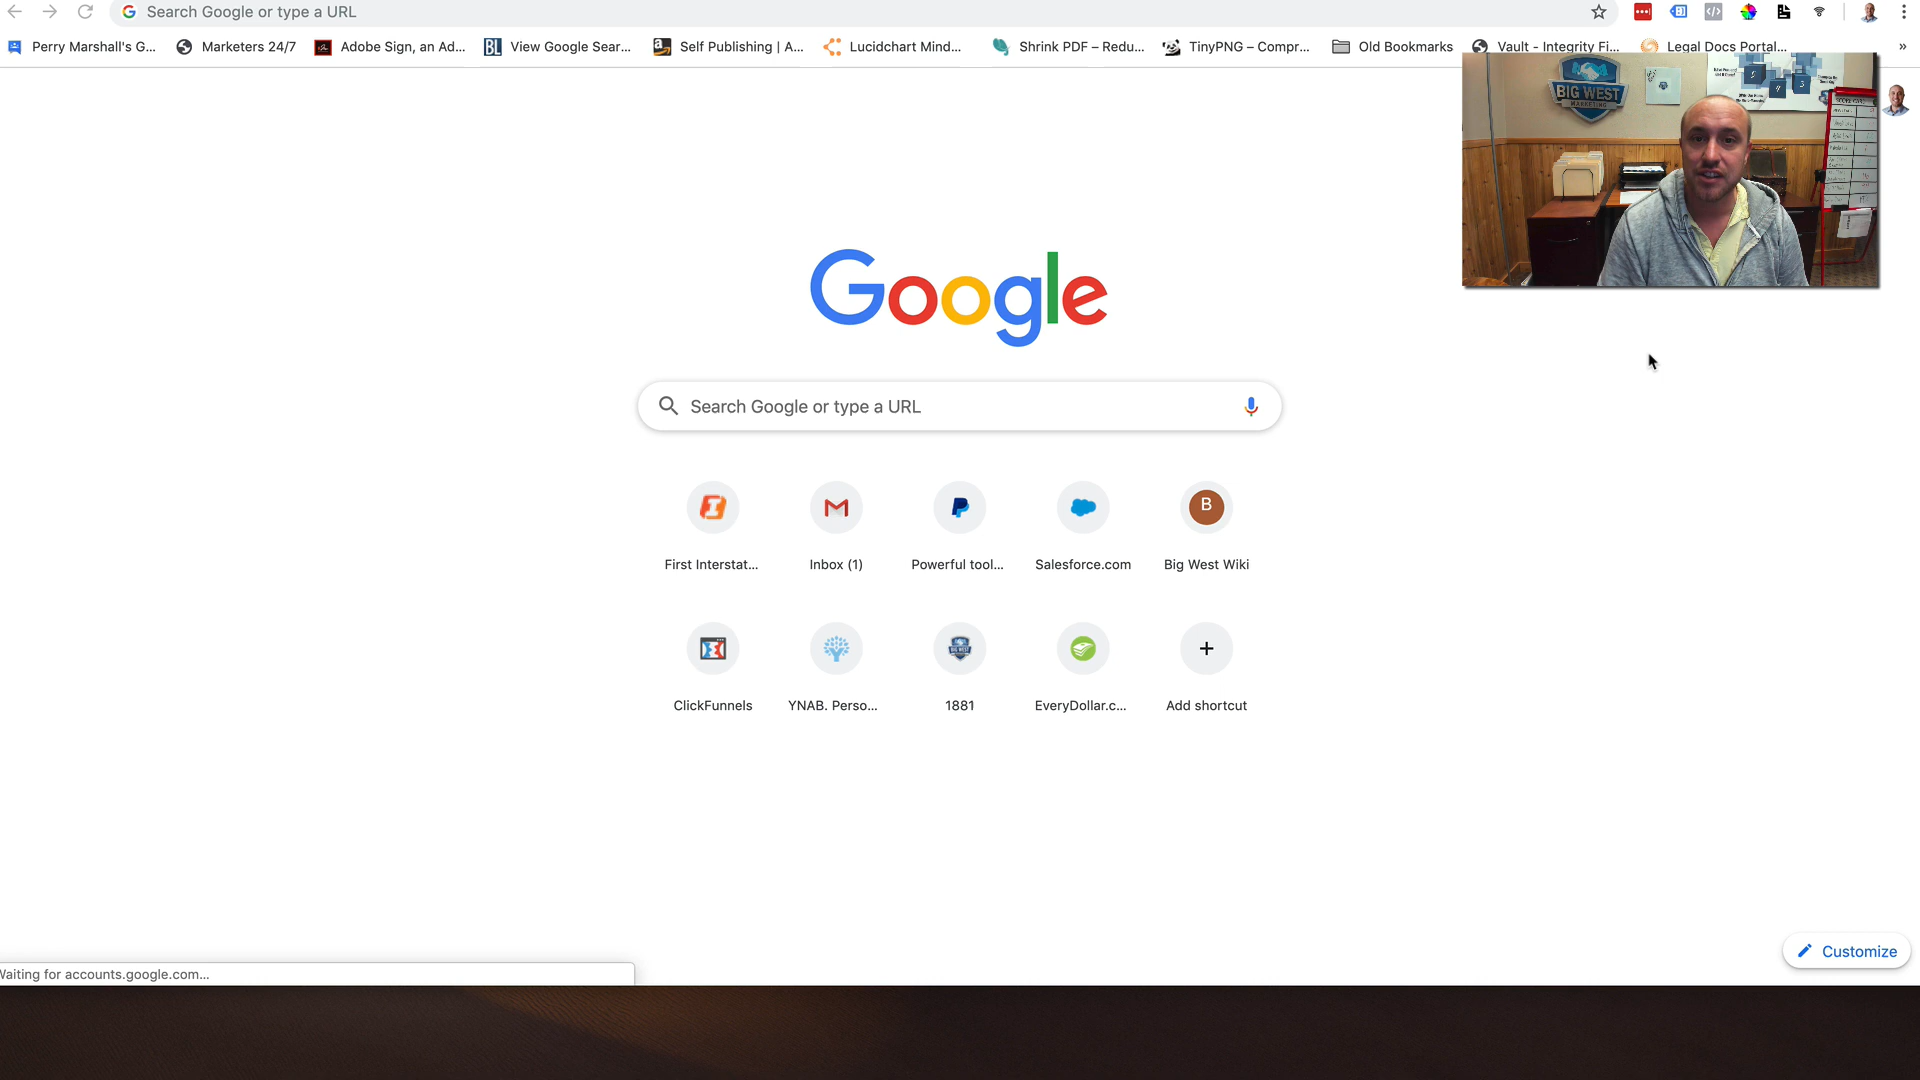 Search Google or type a URL
Perry Marshall's G... Marketers 24/7 Adobe Sign, an Ad... View Google Sear... Self Publishing | A... Lucidchart Mind... Shrink PDF – Redu... TinyPNG – Compr... Old Bookmarks Vault - Integrity Fi... Legal Docs Portal... »
BIG WEST
MARKETING
SCORE CARD
Google
Search Google or type a URL
First Interstat... Inbox (1) Powerful tool... Salesforce.com Big West Wiki
ClickFunnels YNAB. Perso... 1881 EveryDollar.c... Add shortcut
Customize
Waiting for accounts.google.com...